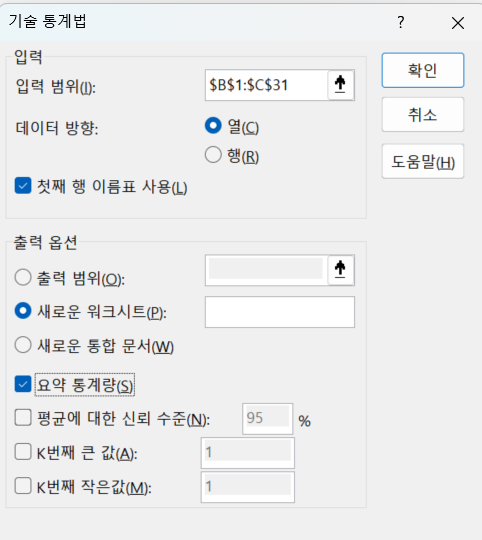 기술 통계법 ?
입력
입력 범위(I): $B$1:$C$31
확인
데이터 방향: 열(C)
취소
행(R)
도움말(H)
첫째 행 이름표 사용(L)
출력 옵션
출력 범위(O):
새로운 워크시트(P):
새로운 통합 문서(W)
요약 통계량(S)
평균에 대한 신뢰 수준(N): 95 %
K번째 큰 값(A): 1
K번째 작은값(M): 1